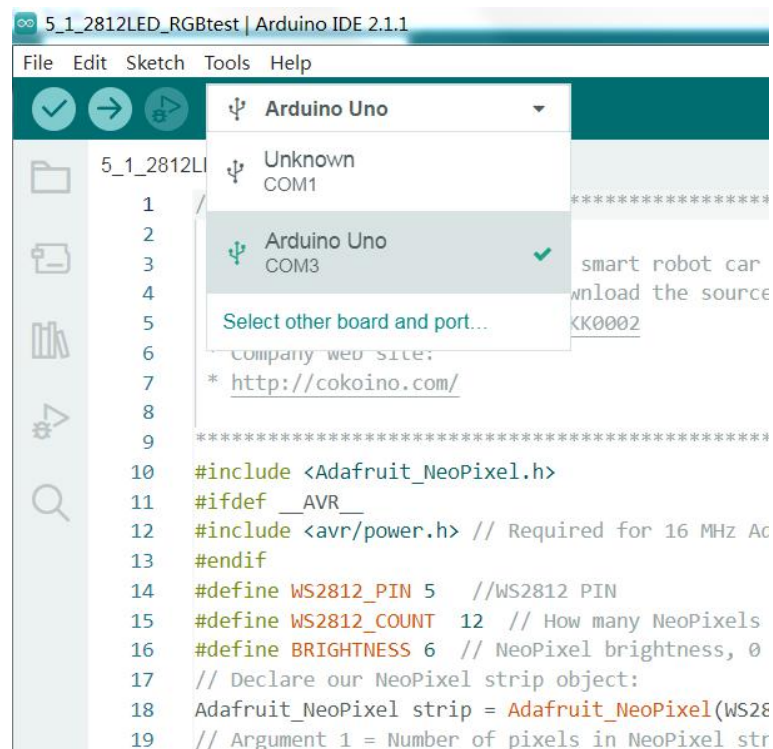 5_1_2812LED_RGBtest | Arduino IDE 2.1.1
File Edit Sketch Tools Help
Arduino Uno
Unknown
COM1
Arduino Uno
COM3
Select other board and port...
5_1_2812L
1 / ******************
2
3 smart robot car
4 the source
5 KK0002
6 * Company web site:
7 * http://cokoino.com/
8
9 ************************************************
10 #include <Adafruit_NeoPixel.h>
11 #ifdef __AVR__
12 #include <avr/power.h> // Required for 16 MHz Ad
13 #endif
14 #define WS2812_PIN 5 //WS2812 PIN
15 #define WS2812_COUNT 12 // How many NeoPixels
16 #define BRIGHTNESS 6 // NeoPixel brightness, 0
17 // Declare our NeoPixel strip object:
18 Adafruit_NeoPixel strip = Adafruit_NeoPixel(WS28
19 // Argument 1 = Number of pixels in NeoPixel str